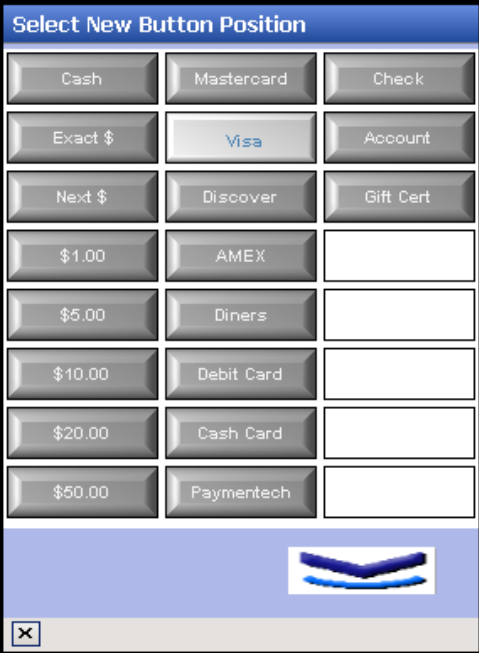 Select New Button Position
Cash Mastercard Check
Exact $ Visa Account
Next $ Discover Gift Cert
$1.00 AMEX
$5.00 Diners
$10.00 Debit Card
$20.00 Cash Card
$50.00 Paymentech